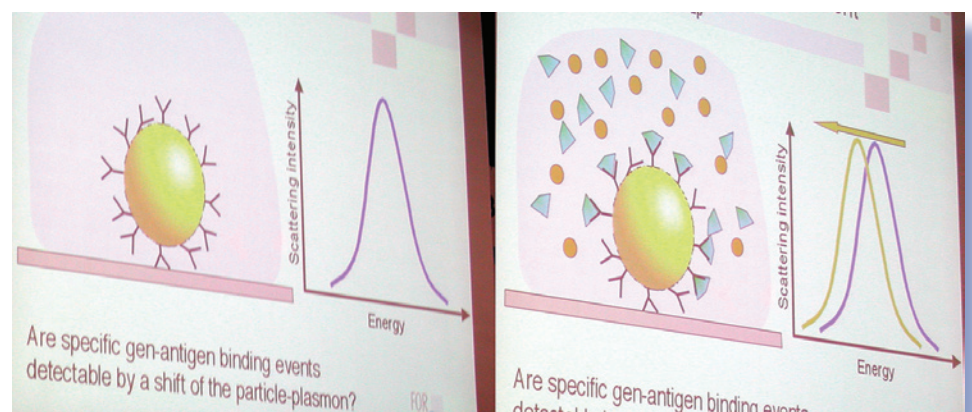 Scattering intensity
Energy
Are specific gen-antigen binding events
detectable by a shift of the particle-plasmon?
FOR
Scattering intensity
Energy
Are specific gen-antigen binding events